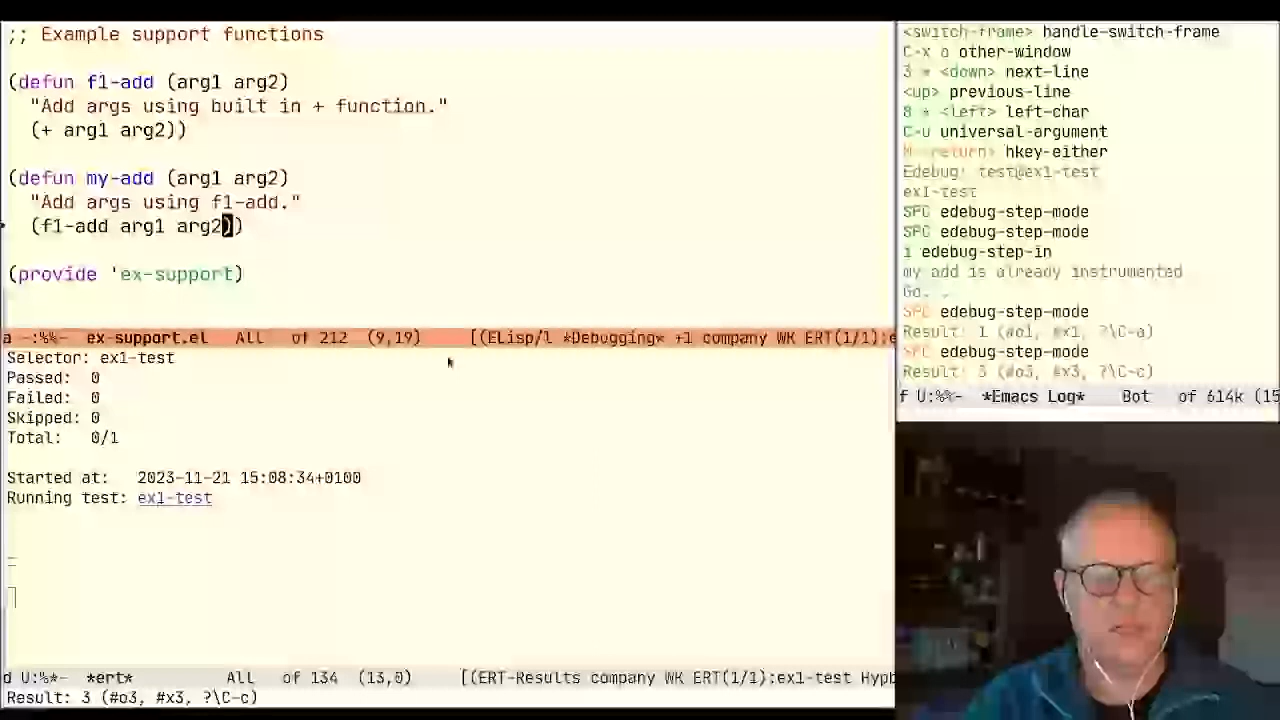 ;; Example support functions
(defun f1-add (arg1 arg2)
"Add args using built in + function."
(+ arg1 arg2))
(defun my-add (arg1 arg2)
"Add args using f1-add."
(f1-add arg1 arg2))
(provide 'ex-support)
a -:%%- ex-support.el All of 212 (9,19) [(ELisp/l *Debugging* +1 company WK ERT(1/1):e
Selector: ex1-test
Passed: 0
Failed: 0
Skipped: 0
Total: 0/1
Started at: 2023-11-21 15:08:34+0100
Running test: ex1-test
d U:%*- *ert* All of 134 (13,0) [(ERT-Results company WK ERT(1/1):ex1-test Hypb
Result: 3 (#o3, #x3, ?\C-c)
<switch-frame> handle-switch-frame
C-x o other-window
3 * <down> next-line
<up> previous-line
8 * <left> left-char
C-u universal-argument
M-<return> hkey-either
Edebug: test@ex1-test
ex1-test
SPC edebug-step-mode
SPC edebug-step-mode
i edebug-step-in
my add is already instrumented
Go...
SPC edebug-step-mode
Result: 1 (#o1, #x1, ?\C-a)
SPC edebug-step-mode
Result: 3 (#o3, #x3, ?\C-c)
f U:%%- *Emacs Log* Bot of 614k (15